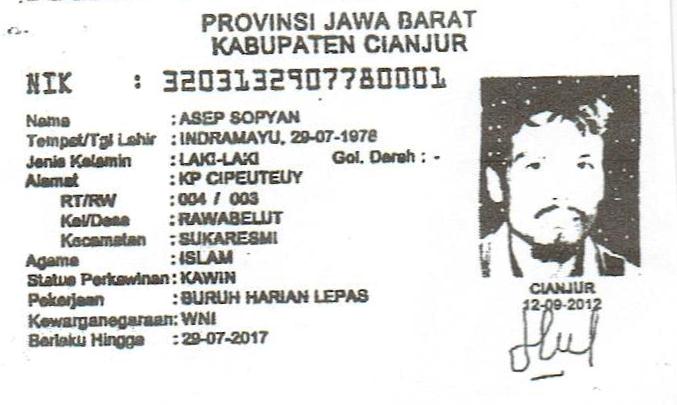 PROVINSI JAWA BARAT
KABUPATEN CIANJUR
NIK : 3203132907780001
Nama : ASEP SOPYAN
Tempat/Tgl Lahir : INDRAMAYU, 29-07-1978
Jenis Kelamin : LAKI-LAKI Gol. Darah : -
Alamat : KP CIPEUTEUY
RT/RW : 004 / 003
Kel/Desa : RAWABELUT
Kecamatan : SUKARESMI
Agama : ISLAM
Status Perkawinan: KAWIN
Pekerjaan : BURUH HARIAN LEPAS
Kewarganegaraan: WNI
Berlaku Hingga : 29-07-2017
CIANJUR
12-09-2012